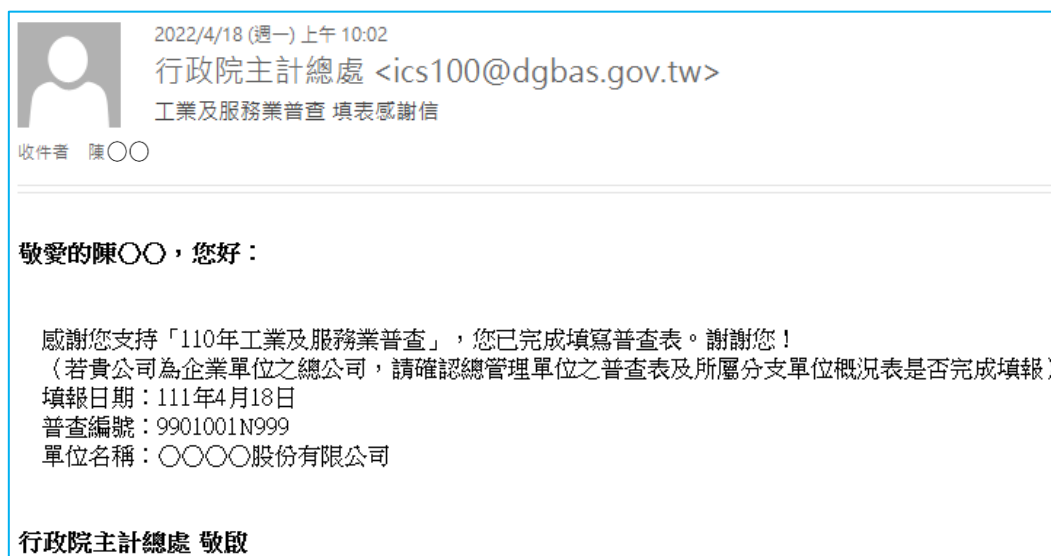 2022/4/18 (週一) 上午 10:02
行政院主計總處 <ics100@dgbas.gov.tw>
工業及服務業普查 填表感謝信
收件者 陳○○
敬愛的陳○○，您好：
感謝您支持「110年工業及服務業普查」，您已完成填寫普查表。謝謝您！
（若貴公司為企業單位之總公司，請確認總管理單位之普查表及所屬分支單位概況表是否完成填報）
填報日期：111年4月18日
普查編號：9901001N999
單位名稱：○○○○股份有限公司
行政院主計總處 敬啟